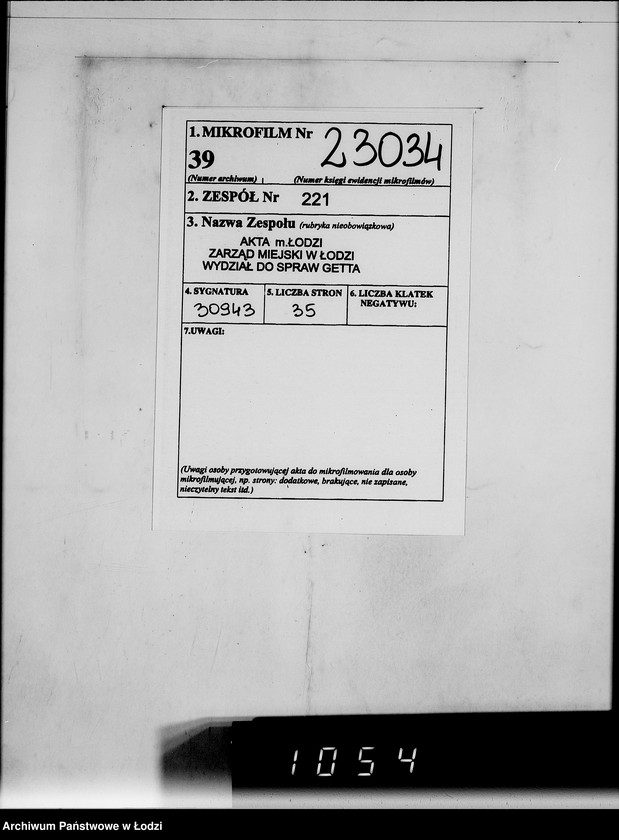 1. MIKROFILM Nr 23034
39
(Numer archiwum) (Numer księgi ewidencji mikrofilmów)
2. ZESPÓŁ Nr 221
3. Nazwa Zespołu (rubryka nieobowiązkowa)
AKTA m.ŁODZI
ZARZĄD MIEJSKI W ŁODZI
WYDZIAŁ DO SPRAW GETTA
4. SYGNATURA 5. LICZBA STRON 6. LICZBA KLATEK
NEGATYWU:
30943 35
7.UWAGI:
(Uwagi osoby przygotowującej akta do mikrofilmowania dla osoby
mikrofilmującej, np. strony: dodatkowe, brakujące, nie zapisane,
nieczytelny tekst itd.)
1054
Archiwum Państwowe w Łodzi